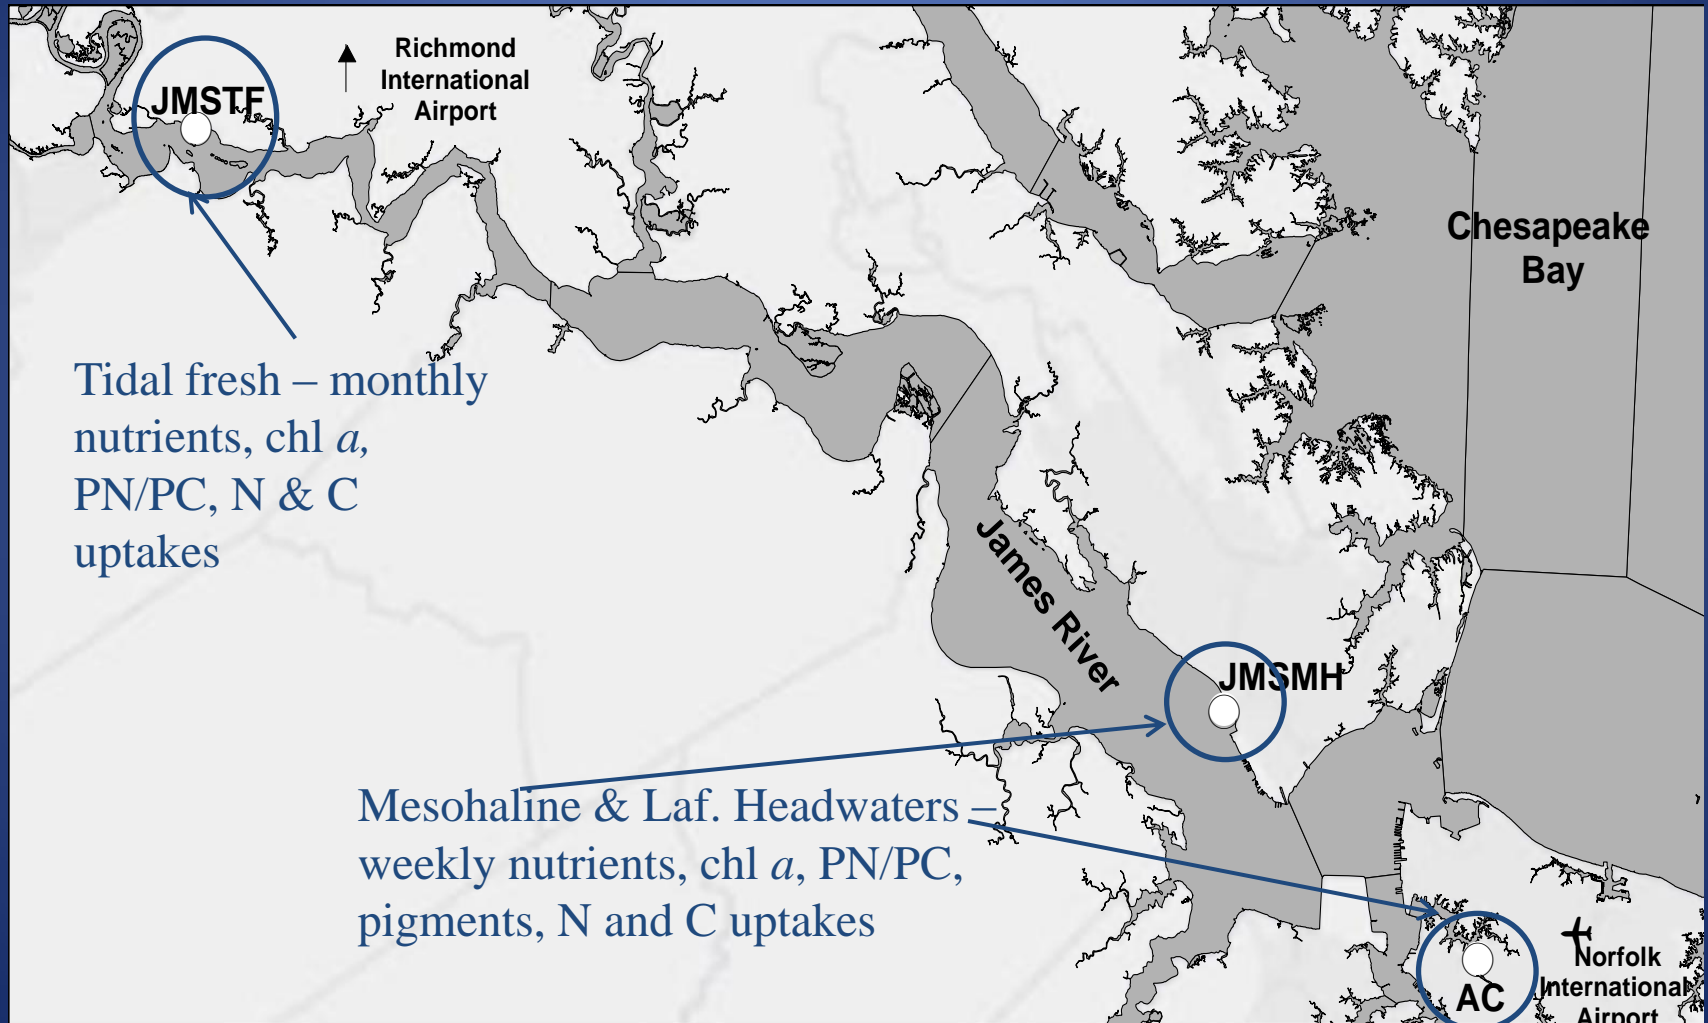 JMSTF
Richmond
International
Airport
Chesapeake
Bay
Tidal fresh – monthly
nutrients, chl a,
PN/PC, N & C
uptakes
James River
JMSMH
Mesohaline & Laf. Headwaters –
weekly nutrients, chl a, PN/PC,
pigments, N and C uptakes
AC
Norfolk
International
Airport